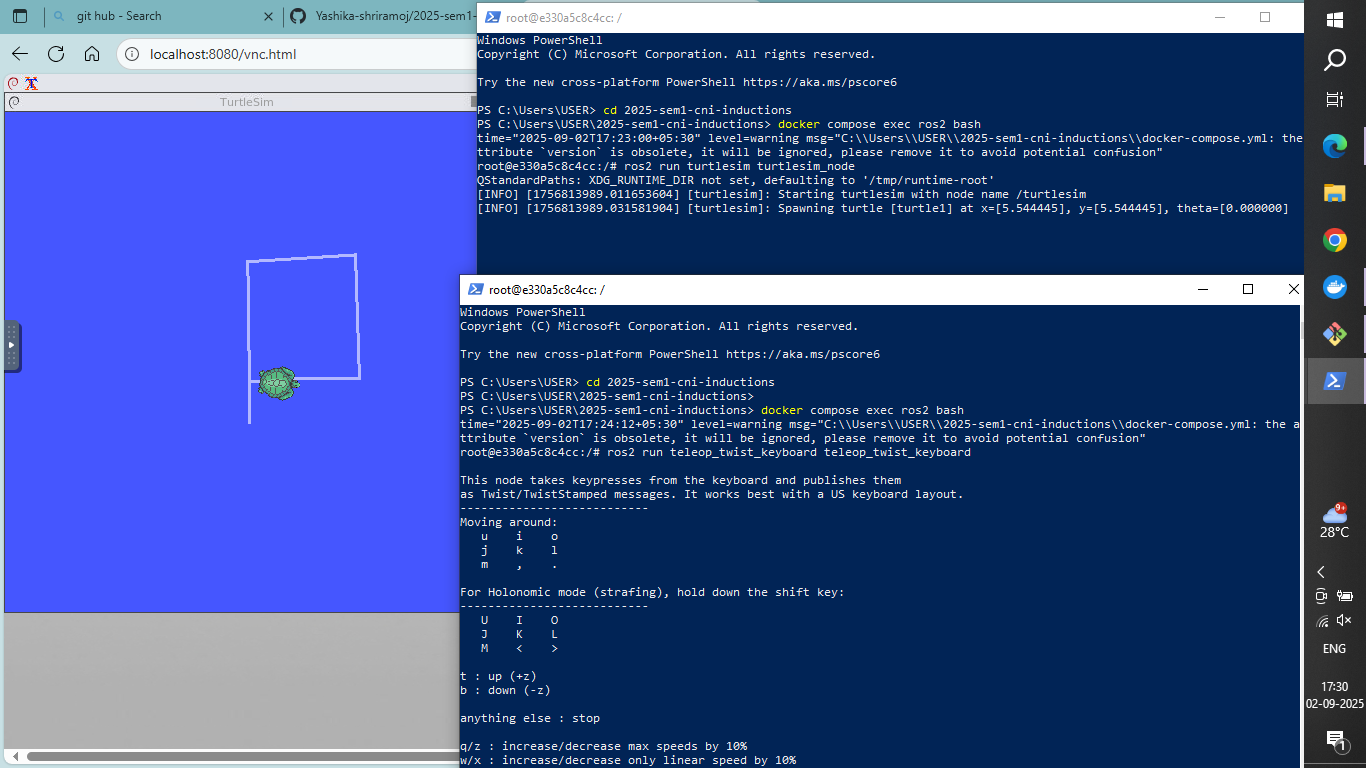 git hub - Search
Yashika-shriramoj/2025-sem1-
localhost:8080/vnc.html
TurtleSim
root@e330a5c8c4cc: /
Windows PowerShell
Copyright (C) Microsoft Corporation. All rights reserved.
Try the new cross-platform PowerShell https://aka.ms/pscore6
PS C:\Users\USER> cd 2025-sem1-cni-inductions
PS C:\Users\USER\2025-sem1-cni-inductions> docker compose exec ros2 bash
time="2025-09-02T17:23:00+05:30" level=warning msg="C:\\Users\\USER\\2025-sem1-cni-inductions\\docker-compose.yml: the
ttribute `version` is obsolete, it will be ignored, please remove it to avoid potential confusion"
root@e330a5c8c4cc:/# ros2 run turtlesim turtlesim_node
QStandardPaths: XDG_RUNTIME_DIR not set, defaulting to '/tmp/runtime-root'
[INFO] [1756813989.011653604] [turtlesim]: Starting turtlesim with node name /turtlesim
[INFO] [1756813989.031581904] [turtlesim]: Spawning turtle [turtle1] at x=[5.544445], y=[5.544445], theta=[0.000000]
root@e330a5c8c4cc: /
Windows PowerShell
Copyright (C) Microsoft Corporation. All rights reserved.
Try the new cross-platform PowerShell https://aka.ms/pscore6
PS C:\Users\USER> cd 2025-sem1-cni-inductions
PS C:\Users\USER\2025-sem1-cni-inductions>
PS C:\Users\USER\2025-sem1-cni-inductions> docker compose exec ros2 bash
time="2025-09-02T17:24:12+05:30" level=warning msg="C:\\Users\\USER\\2025-sem1-cni-inductions\\docker-compose.yml: the a
ttribute `version` is obsolete, it will be ignored, please remove it to avoid potential confusion"
root@e330a5c8c4cc:/# ros2 run teleop_twist_keyboard teleop_twist_keyboard
This node takes keypresses from the keyboard and publishes them
as Twist/TwistStamped messages. It works best with a US keyboard layout.
---------------------------
Moving around:
u    i    o
j    k    l
m    ,    .
For Holonomic mode (strafing), hold down the shift key:
---------------------------
U    I    O
J    K    L
M    <    >
t : up (+z)
b : down (-z)
anything else : stop
q/z : increase/decrease max speeds by 10%
w/x : increase/decrease only linear speed by 10%
9+
28°C
ENG
17:30
02-09-2025
1